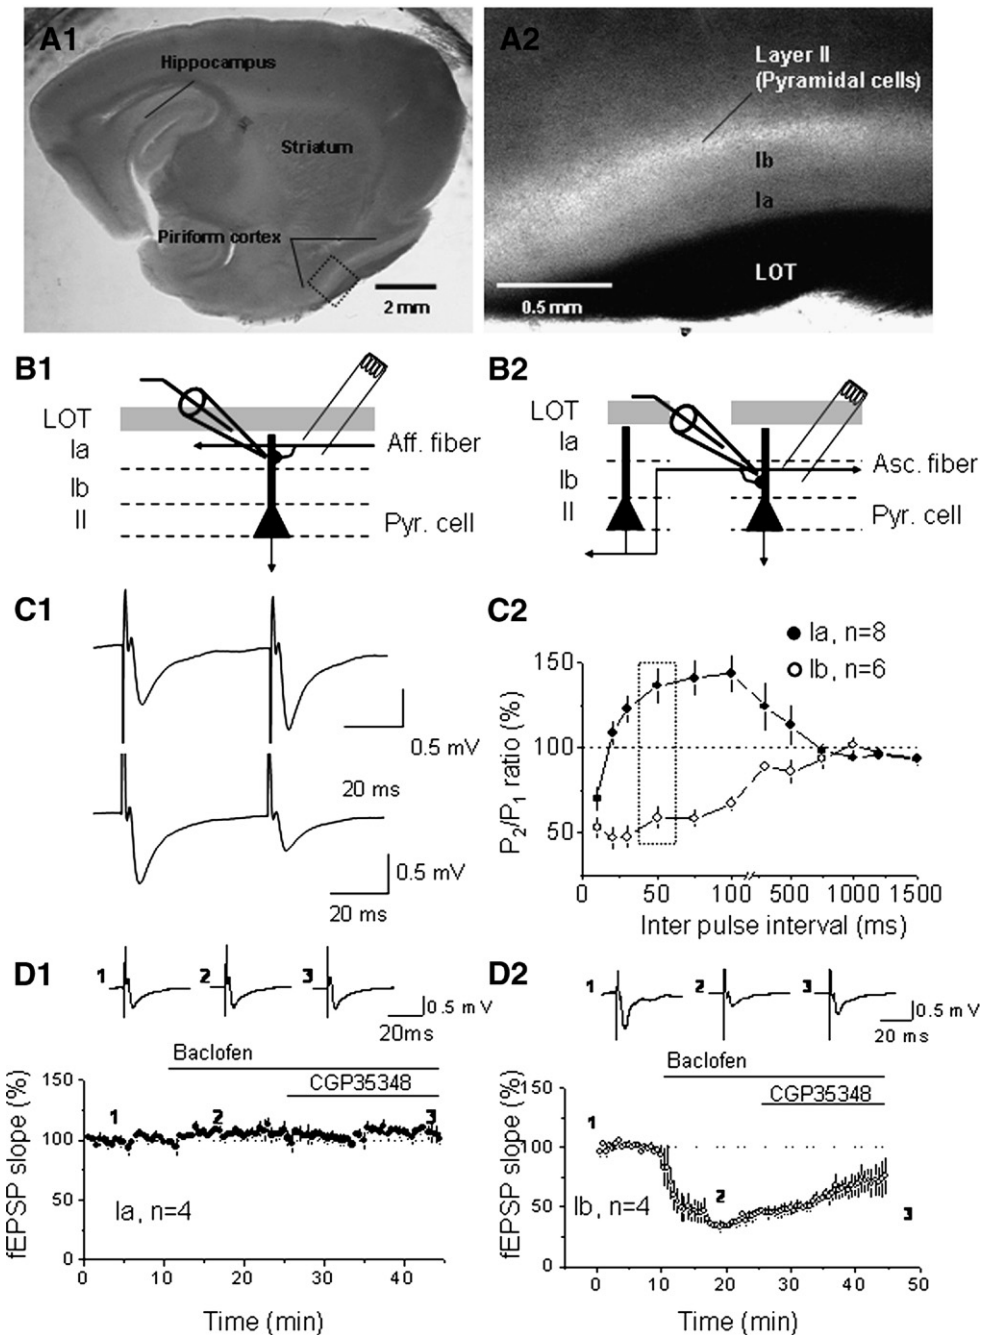 A1
Hippocampus
Striatum
Piriform cortex
2 mm
A2
Layer II
(Pyramidal cells)
Ib
Ia
LOT
0.5 mm
B1
LOT
Ia
Ib
II
Aff. fiber
Pyr. cell
B2
LOT
Ia
Ib
II
Asc. fiber
Pyr. cell
C1
0.5 mV
20 ms
0.5 mV
20 ms
C2
Ia, n=8
Ib, n=6
P2/P1 ratio (%)
150
100
50
0 50 100 500 1000 1500
Inter pulse interval (ms)
D1
1 2 3
0.5 mV
20ms
Baclofen
CGP35348
fEPSP slope (%)
150
100
50
0
1 2 3
Ia, n=4
0 10 20 30 40
Time (min)
D2
1 2 3
0.5 mV
20 ms
Baclofen
CGP35348
fEPSP slope (%)
150
100
50
0
1 2 3
Ib, n=4
0 10 20 30 40 50
Time (min)